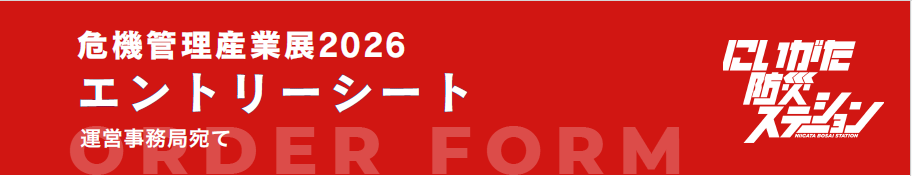 危機管理産業展2026
エントリーシート
運営事務局宛て
ORDER FORM
にいがた
防災
ステーション
NIIGATA BOSAI STATION